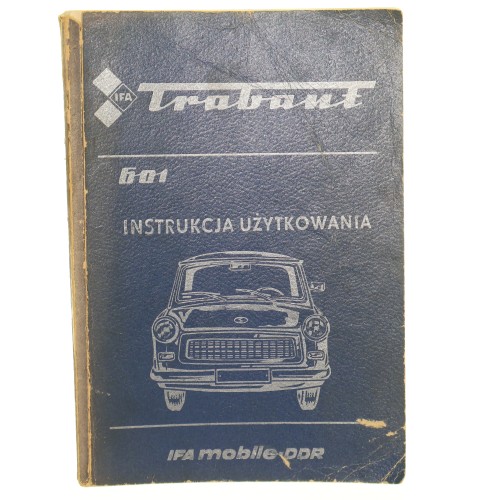 IFA
Trabant
601
INSTRUKCJA UŻYTKOWANIA
IFA mobile-DDR